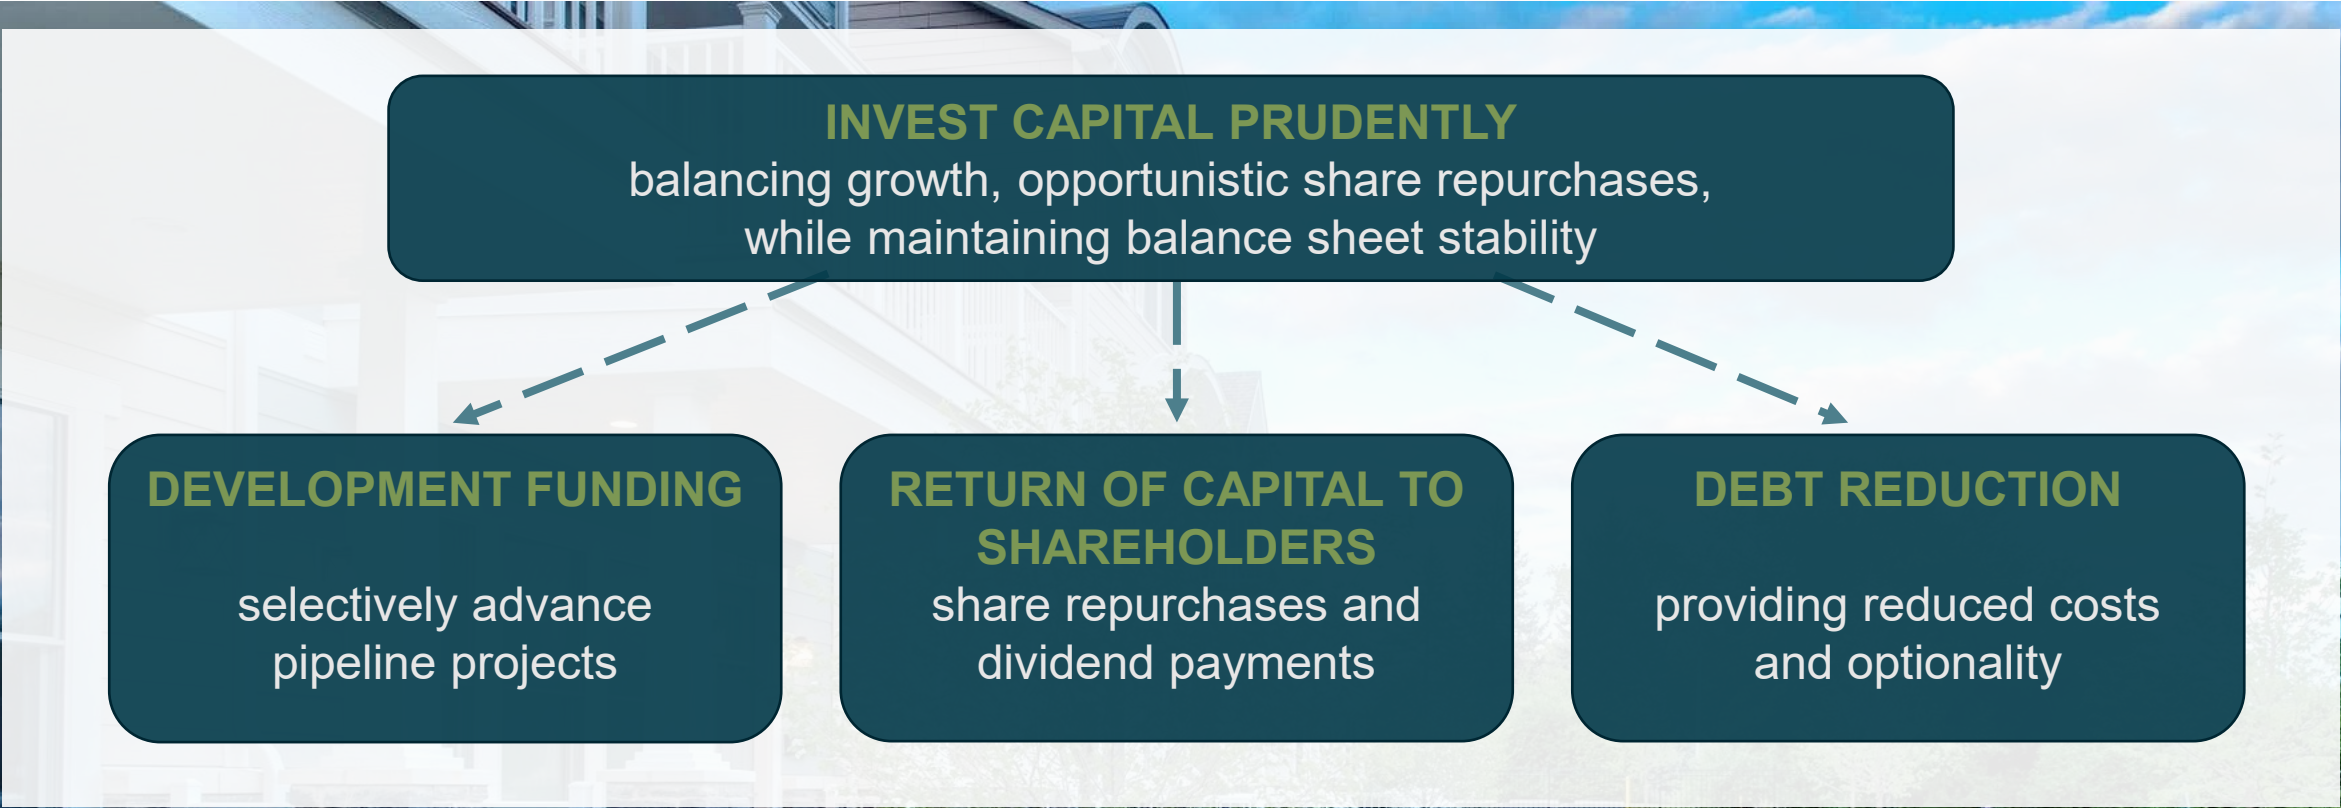 INVEST CAPITAL PRUDENTLY
balancing growth, opportunistic share repurchases,
while maintaining balance sheet stability
DEVELOPMENT FUNDING
selectively advance
pipeline projects
RETURN OF CAPITAL TO
SHAREHOLDERS
share repurchases and
dividend payments
DEBT REDUCTION
providing reduced costs
and optionality